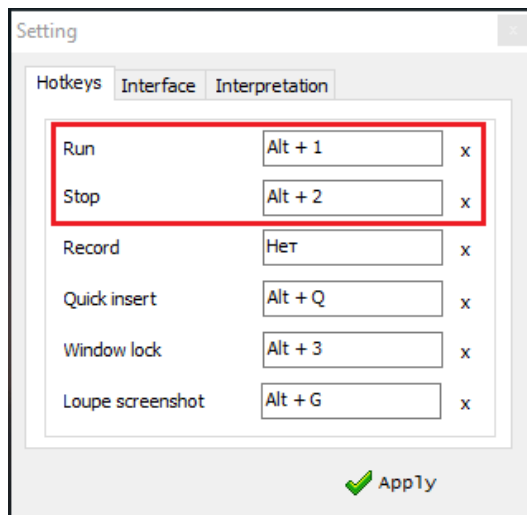 Setting x
Hotkeys Interface Interpretation
Run Alt + 1 x
Stop Alt + 2 x
Record Нет x
Quick insert Alt + Q x
Window lock Alt + 3 x
Loupe screenshot Alt + G x
Apply